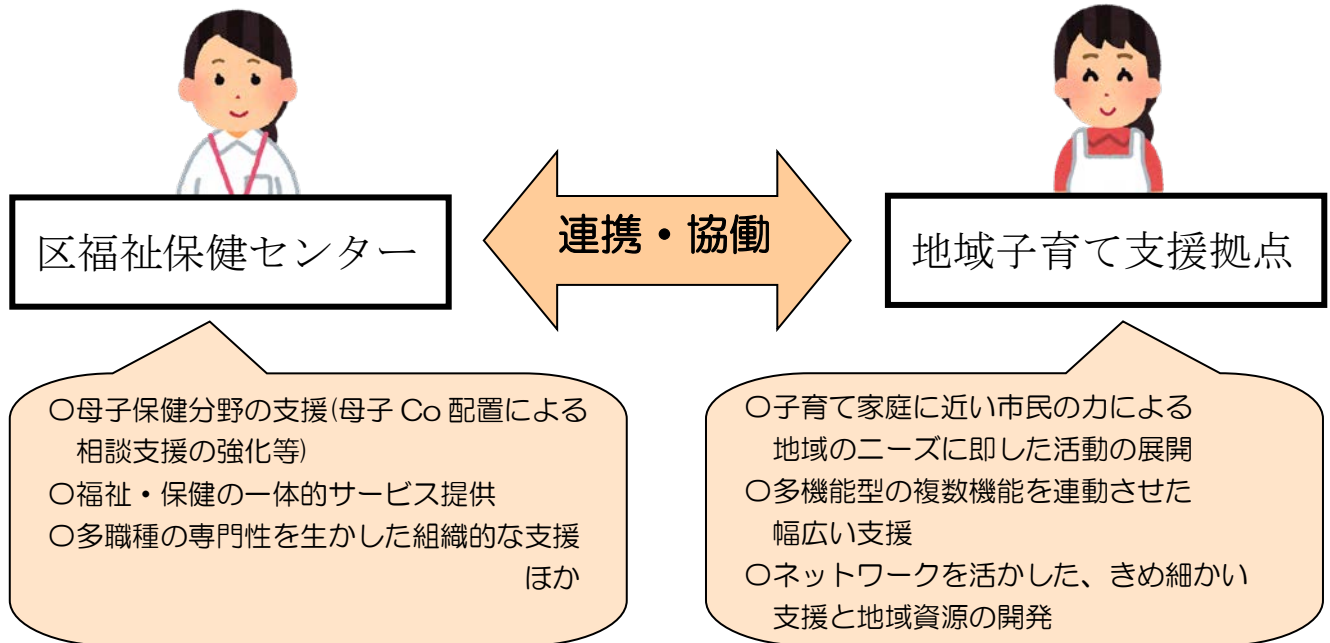 区福祉保健センター
連携・協働
地域子育て支援拠点
〇母子保健分野の支援(母子 Co 配置による
相談支援の強化等)
〇福祉・保健の一体的サービス提供
〇多職種の専門性を生かした組織的な支援
ほか
〇子育て家庭に近い市民の力による
地域のニーズに即した活動の展開
〇多機能型の複数機能を連動させた
幅広い支援
〇ネットワークを活かした、きめ細かい
支援と地域資源の開発